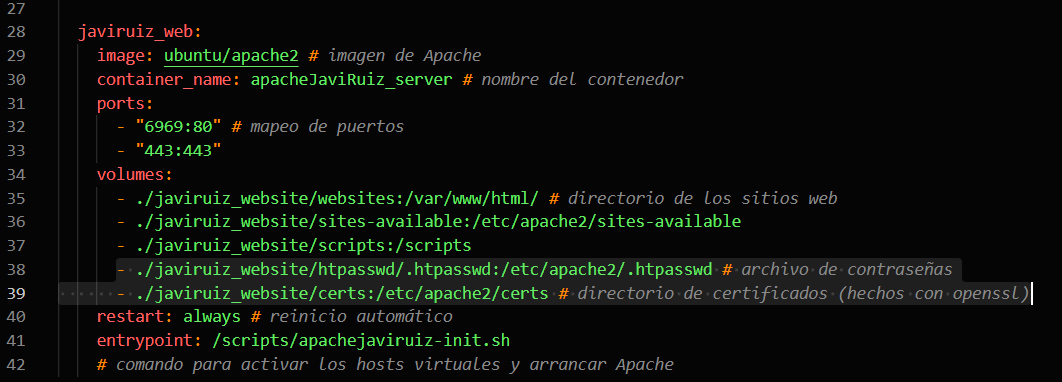 27
28 javiruiz_web:
29 image: ubuntu/apache2 # imagen de Apache
30 container_name: apacheJaviRuiz_server # nombre del contenedor
31 ports:
32 - "6969:80" # mapeo de puertos
33 - "443:443"
34 volumes:
35 - ./javiruiz_website/websites:/var/www/html/ # directorio de los sitios web
36 - ./javiruiz_website/sites-available:/etc/apache2/sites-available
37 - ./javiruiz_website/scripts:/scripts
38 - ./javiruiz_website/htpasswd/.htpasswd:/etc/apache2/.htpasswd # archivo de contraseñas
39 - ./javiruiz_website/certs:/etc/apache2/certs # directorio de certificados (hechos con openssl)
40 restart: always # reinicio automático
41 entrypoint: /scripts/apachejaviruiz-init.sh
42 # comando para activar los hosts virtuales y arrancar Apache